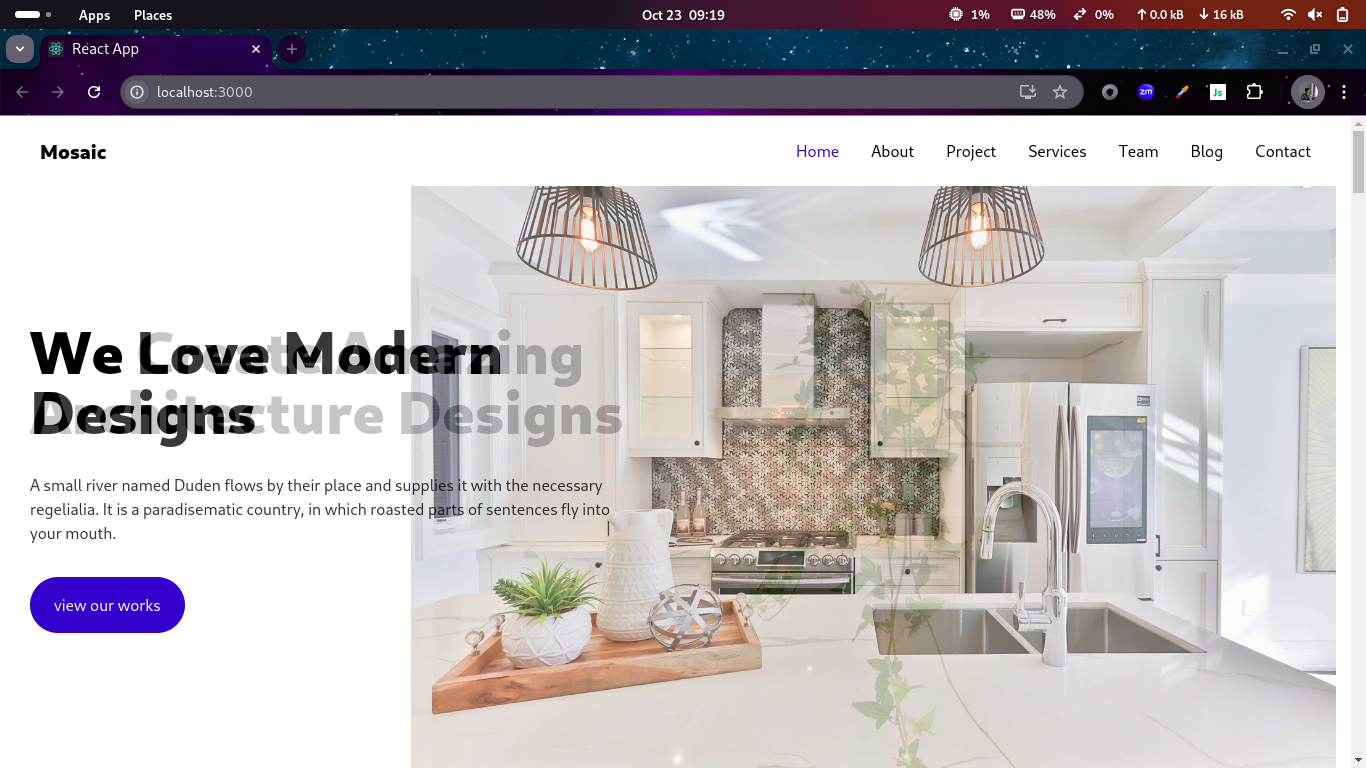 Apps Places Oct 23 09:19 1% 48% 0% 0.0 kB 16 kB
React App
localhost:3000 zm Js
Mosaic Home About Project Services Team Blog Contact
We Love Modern
Create Amazing
Designs
Architecture Designs
A small river named Duden flows by their place and supplies it with the necessary
regelialia. It is a paradisematic country, in which roasted parts of sentences fly into
your mouth.
view our works